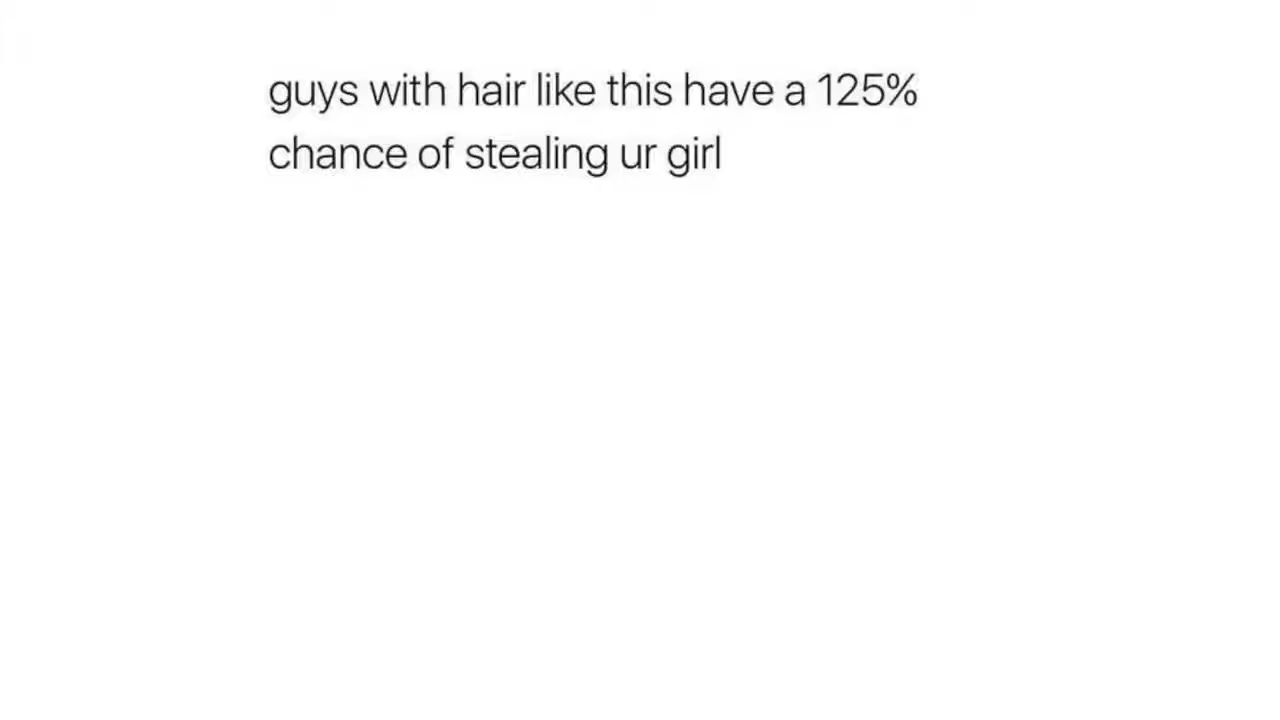 guys with hair like this have a 125%
chance of stealing ur girl